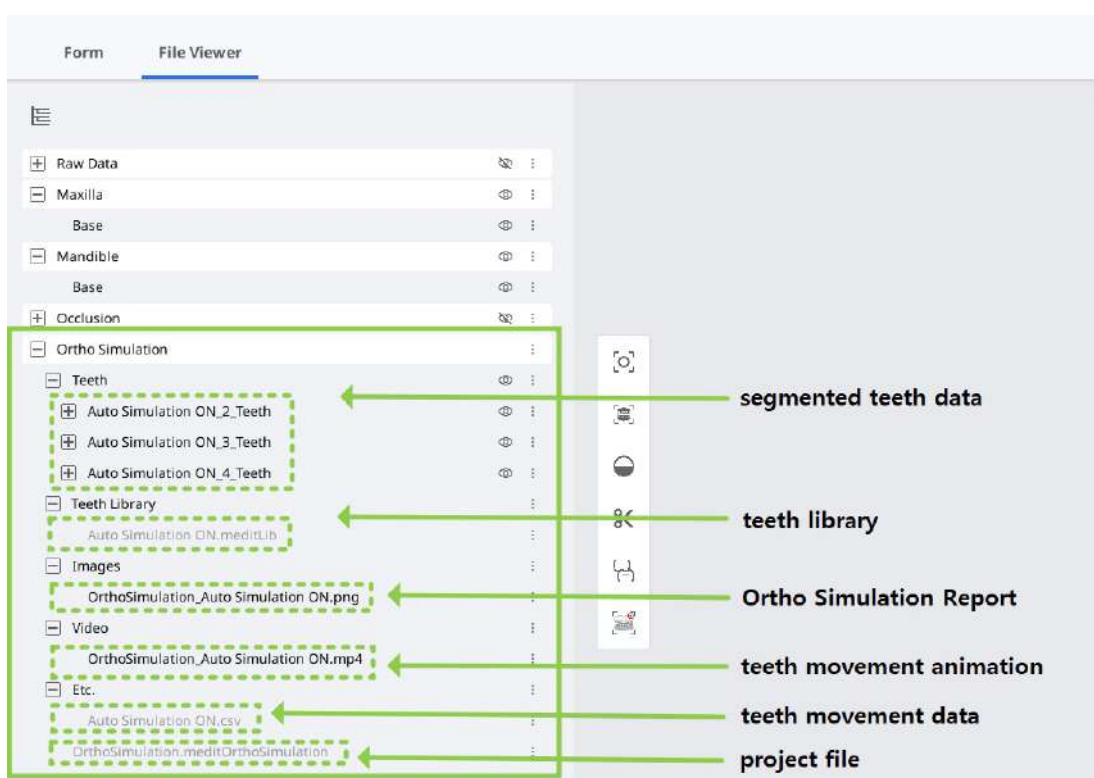 Form File Viewer
Raw Data
Maxilla
Base
Mandible
Base
Occlusion
Ortho Simulation
Teeth
segmented teeth data
Auto Simulation ON_2_Teeth
Auto Simulation ON_3_Teeth
Auto Simulation ON_4_Teeth
Teeth Library
teeth library
Auto Simulation ON.meditLib
Images
OrthoSimulation_Auto Simulation ON.png
Ortho Simulation Report
Video
OrthoSimulation_Auto Simulation ON.mp4
teeth movement animation
Etc.
Auto Simulation ON.csv
teeth movement data
OrthoSimulation.meditOrthoSimulation
project file